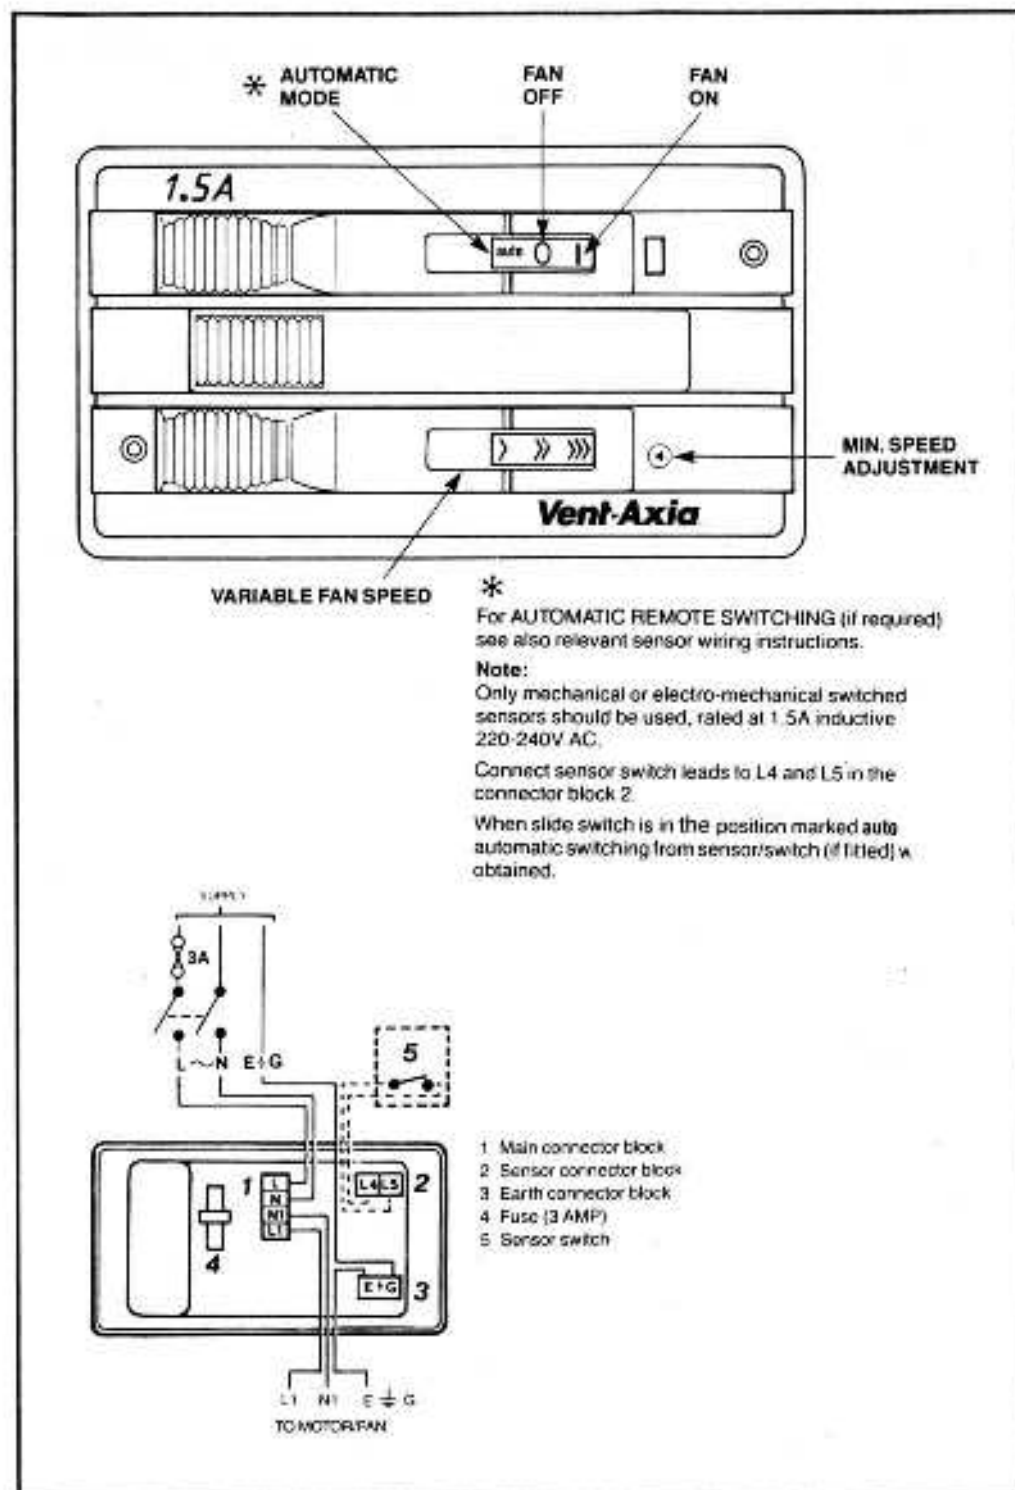 * AUTOMATIC MODE
FAN OFF
FAN ON
1.5A
auto 0 I
MIN. SPEED ADJUSTMENT
Vent-Axia
VARIABLE FAN SPEED
*
For AUTOMATIC REMOTE SWITCHING (if required)
see also relevant sensor wiring instructions.
Note:
Only mechanical or electro-mechanical switched
sensors should be used, rated at 1.5A inductive
220-240V AC.
Connect sensor switch leads to L4 and L5 in the
connector block 2.
When slide switch is in the position marked auto
automatic switching from sensor/switch (if fitted) w
obtained.
SUPPLY
3A
L ~ N E G
5
1
L
N
N1
L1
L4 L5
2
4
E G
3
1 Main connector block
2 Sensor connector block
3 Earth connector block
4 Fuse (3 AMP)
5 Sensor switch
L1 N1 E G
TO MOTOR/FAN